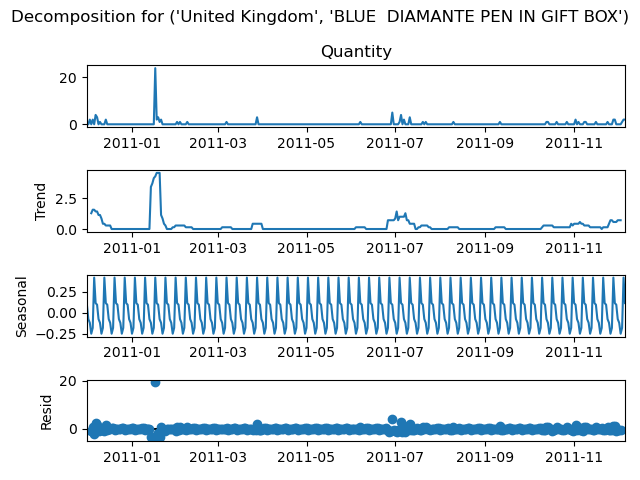 Decomposition for ('United Kingdom', 'BLUE  DIAMANTE PEN IN GIFT BOX')
Quantity
20
0
2011-01 2011-03 2011-05 2011-07 2011-09 2011-11
Trend
2.5
0.0
2011-01 2011-03 2011-05 2011-07 2011-09 2011-11
Seasonal
0.25
0.00
−0.25
2011-01 2011-03 2011-05 2011-07 2011-09 2011-11
Resid
20
0
2011-01 2011-03 2011-05 2011-07 2011-09 2011-11